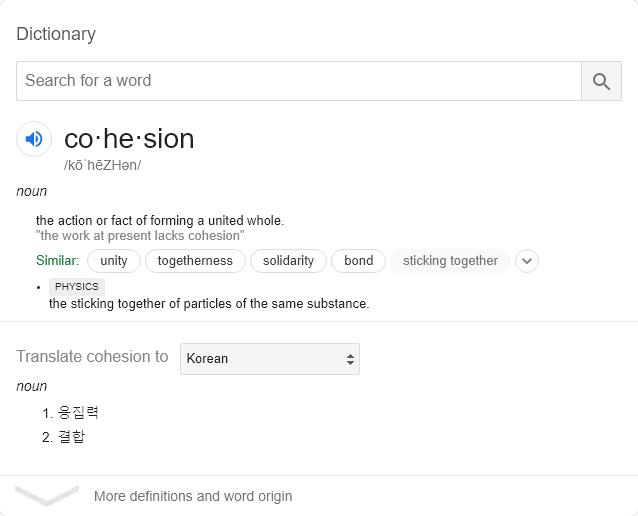 Dictionary
Search for a word
co·he·sion
/kōˈhēZHən/
noun
the action or fact of forming a united whole.
"the work at present lacks cohesion"
Similar: unity togetherness solidarity bond sticking together
• PHYSICS
the sticking together of particles of the same substance.
Translate cohesion to Korean
noun
1. 응집력
2. 결합
More definitions and word origin